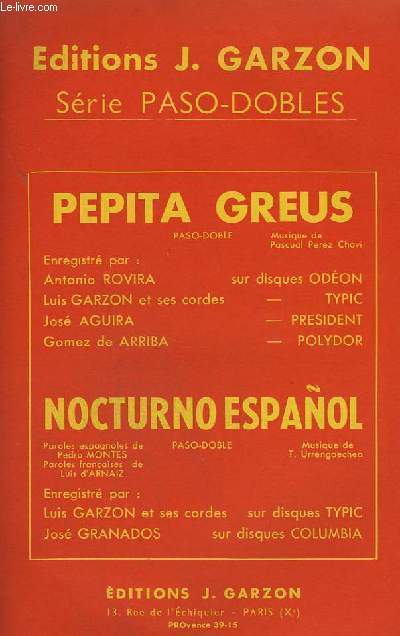 Le-livre.com
Editions J. GARZON
Série PASO-DOBLES
PEPITA GREUS
PASO-DOBLE
Musique de
Pascual Perez Chovi
Enregistré par :
Antonio ROVIRA sur disques ODÉON
Luis GARZON et ses cordes — TYPIC
José AGUIRA — PRESIDENT
Gomez de ARRIBA — POLYDOR
NOCTURNO ESPAÑOL
Paroles espagnoles de
Pedro MONTES
Paroles françaises de
Luis d'ARNAIZ
PASO-DOBLE
Musique de
T. Urrengoechea
Enregistré par :
Luis GARZON et ses cordes sur disques TYPIC
José GRANADOS sur disques COLUMBIA
ÉDITIONS J. GARZON
13, Rue de l'Échiquier - PARIS (Xe)
PROvence 39-15